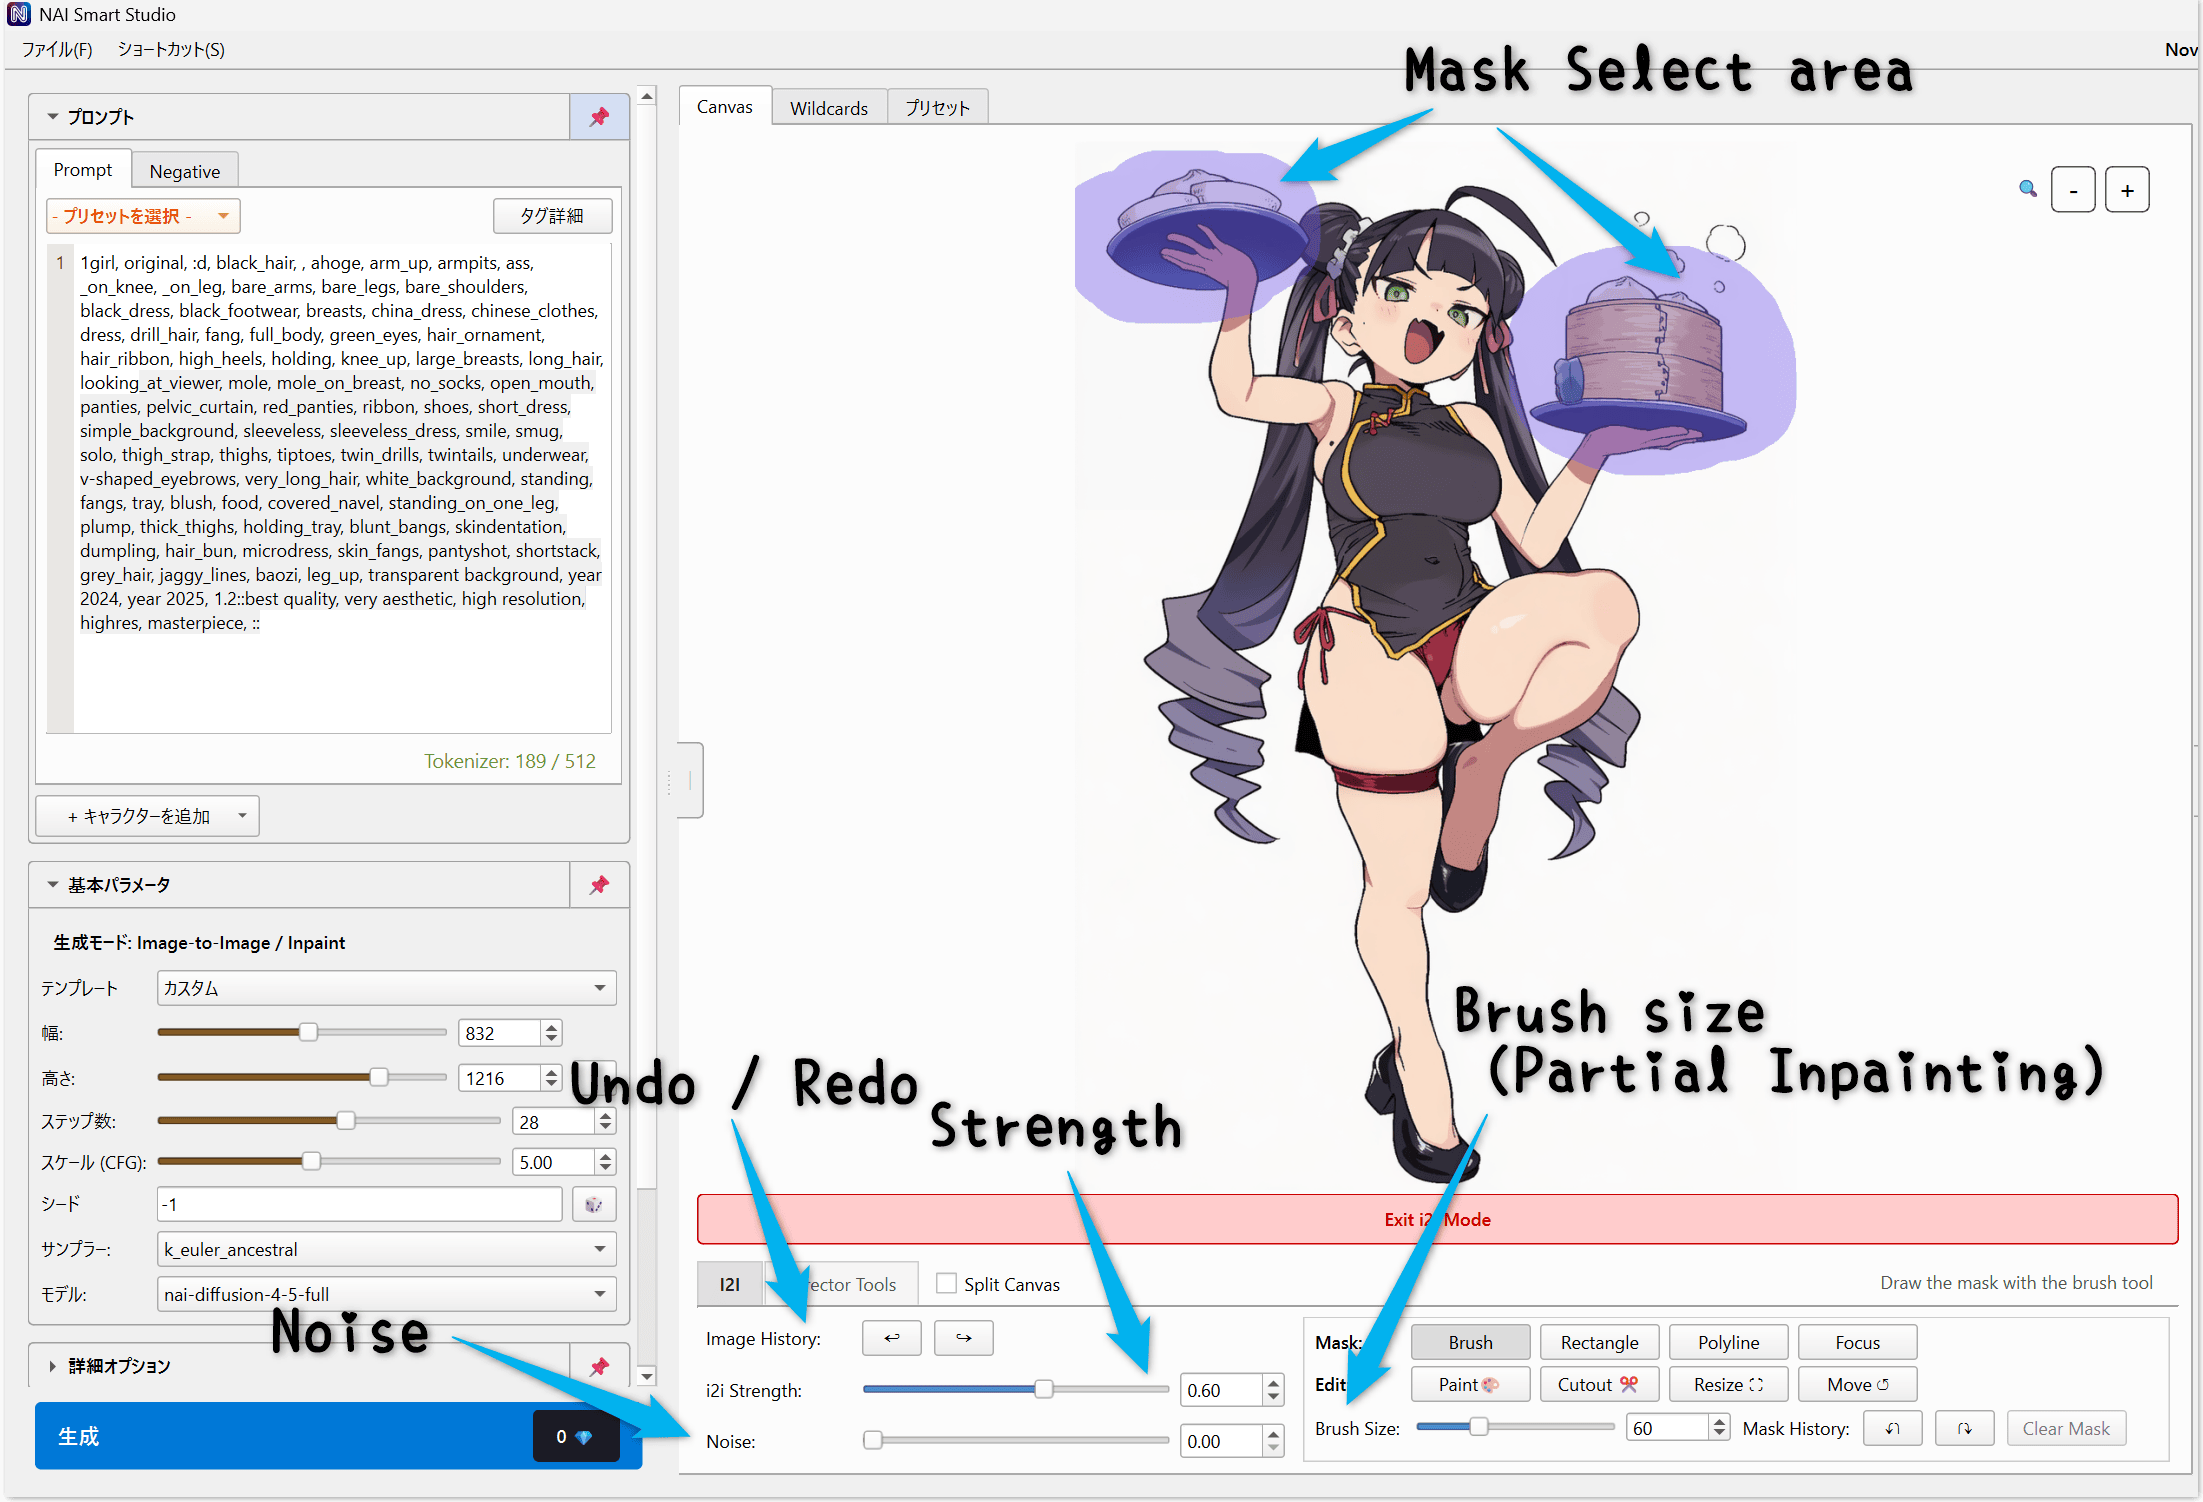 NAI Smart Studio
ファイル(F) ショートカット(S)
Nov
Mask Select area
プロンプト
Canvas Wildcards プリセット
Prompt Negative
- プリセットを選択 -
タグ詳細
- +
1
1girl, original, :d, black_hair, , ahoge, arm_up, armpits, ass,
_on_knee, _on_leg, bare_arms, bare_legs, bare_shoulders,
black_dress, black_footwear, breasts, china_dress, chinese_clothes,
dress, drill_hair, fang, full_body, green_eyes, hair_ornament,
hair_ribbon, high_heels, holding, knee_up, large_breasts, long_hair,
looking_at_viewer, mole, mole_on_breast, no_socks, open_mouth,
panties, pelvic_curtain, red_panties, ribbon, shoes, short_dress,
simple_background, sleeveless, sleeveless_dress, smile, smug,
solo, thigh_strap, thighs, tiptoes, twin_drills, twintails, underwear,
v-shaped_eyebrows, very_long_hair, white_background, standing,
fangs, tray, blush, food, covered_navel, standing_on_one_leg,
plump, thick_thighs, holding_tray, blunt_bangs, skindentation,
dumpling, hair_bun, microdress, skin_fangs, pantyshot, shortstack,
grey_hair, jaggy_lines, baozi, leg_up, transparent background, year
2024, year 2025, 1.2::best quality, very aesthetic, high resolution,
highres, masterpiece, ::
Tokenizer: 189 / 512
+ キャラクターを追加
基本パラメータ
生成モード: Image-to-Image / Inpaint
テンプレート カスタム
幅: 832
高さ: 1216
ステップ数: 28
スケール (CFG): 5.00
シード -1
サンプラー: k_euler_ancestral
モデル: nai-diffusion-4-5-full
詳細オプション
生成 0
Undo / Redo
Strength
Brush size
(Partial Inpainting)
Noise
Exit i2 Mode
I2I rector Tools Split Canvas
Draw the mask with the brush tool
Image History: ↩ ↪
i2i Strength: 0.60
Noise: 0.00
Mask: Brush Rectangle Polyline Focus
Edit Paint Cutout Resize Move
Brush Size: 60 Mask History: Clear Mask